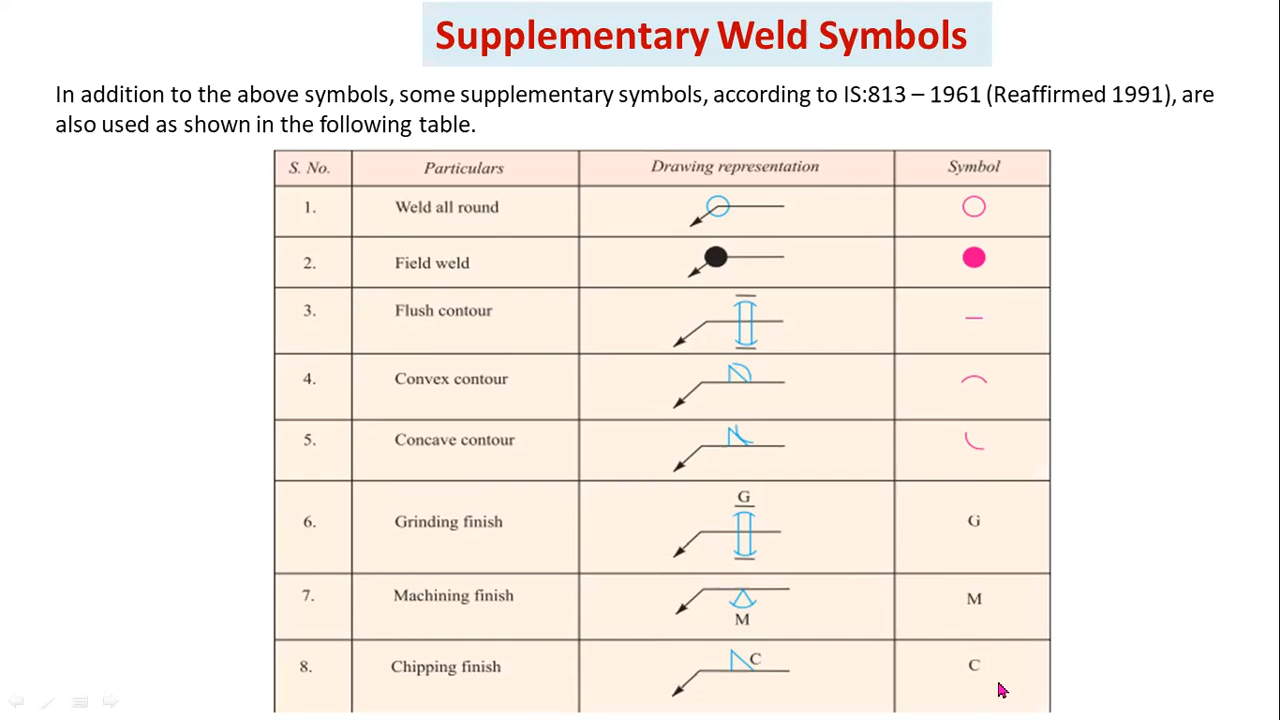 Supplementary Weld Symbols
In addition to the above symbols, some supplementary symbols, according to IS:813 – 1961 (Reaffirmed 1991), are
also used as shown in the following table.
S. No. Particulars Drawing representation Symbol
1. Weld all round
2. Field weld
3. Flush contour
4. Convex contour
5. Concave contour
G
6. Grinding finish G
7. Machining finish M
M
8. Chipping finish C C